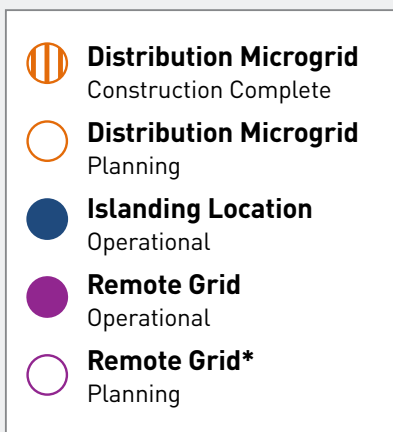 Distribution Microgrid
Construction Complete
Distribution Microgrid
Planning
Islanding Location
Operational
Remote Grid
Operational
Remote Grid*
Planning